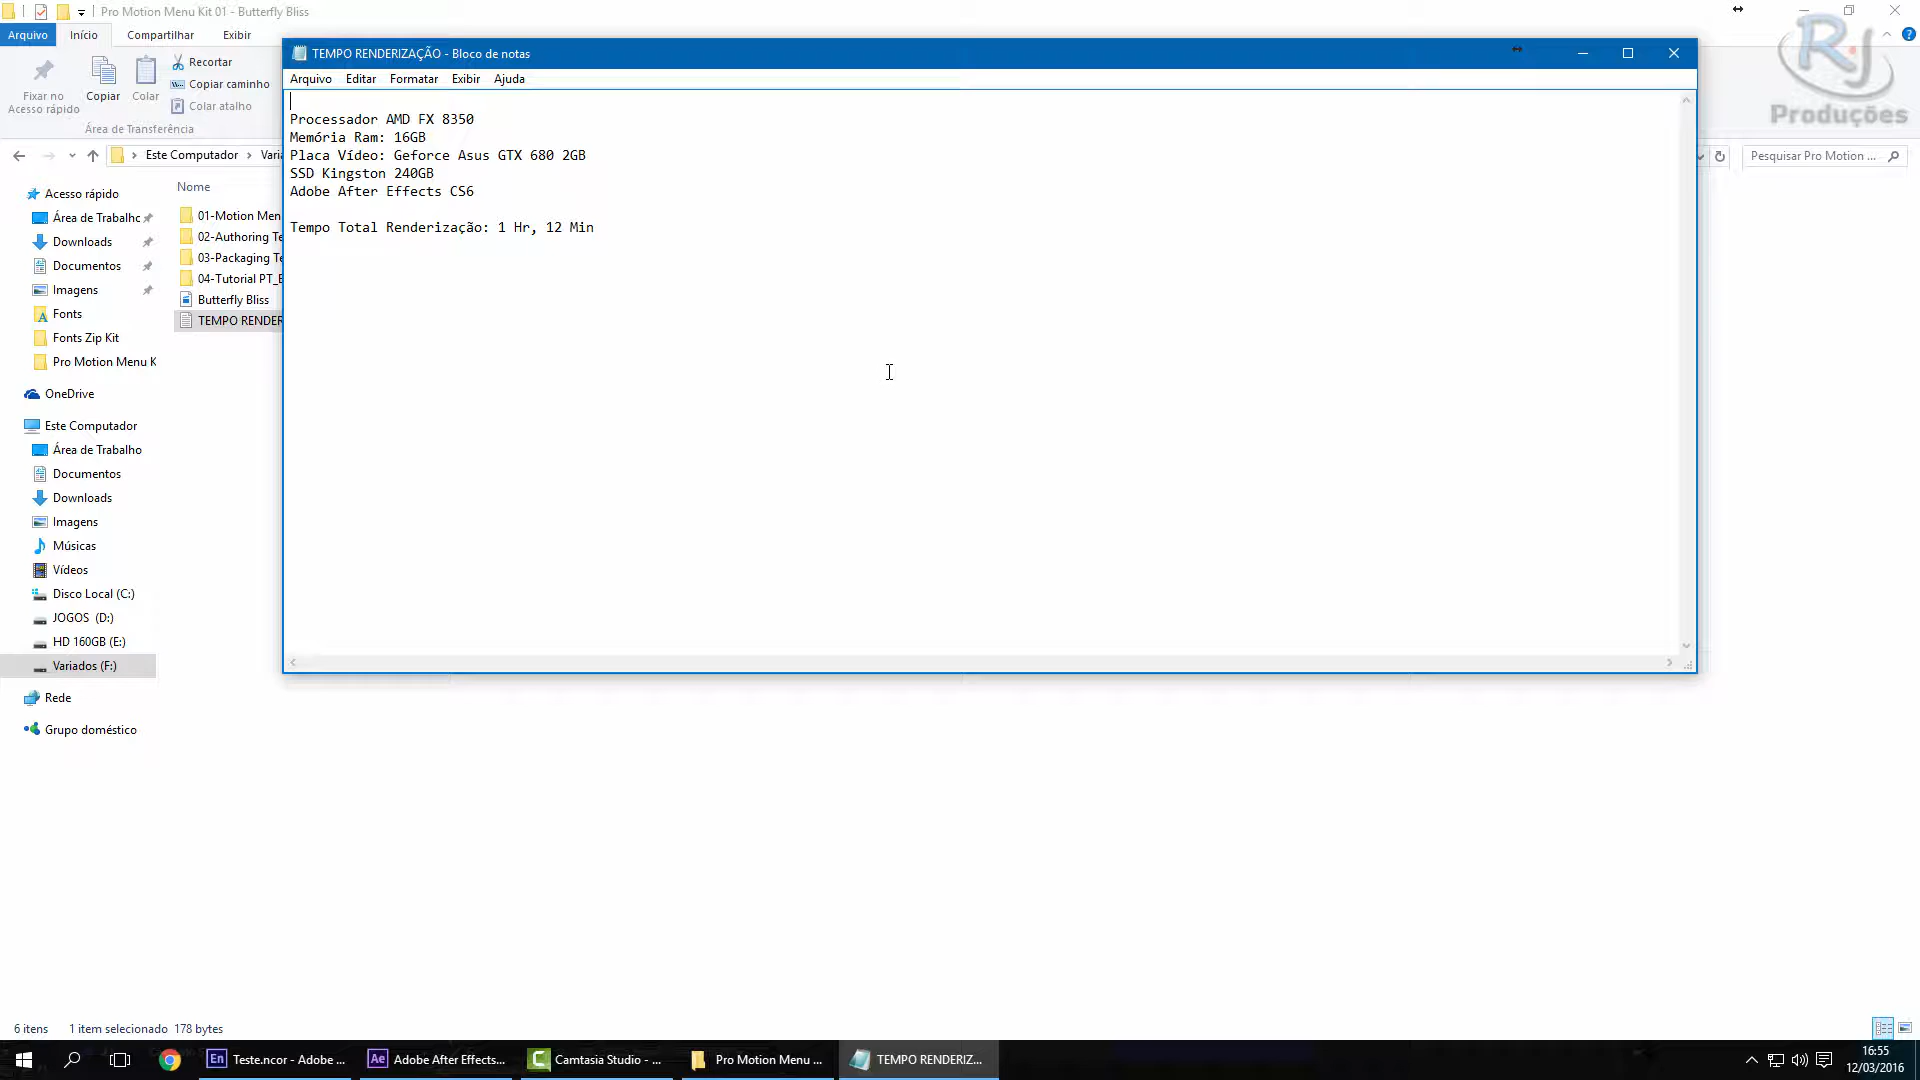 Pro Motion Menu Kit 01 - Butterfly Bliss
Arquivo Início Compartilhar Exibir
Fixar no
Acesso rápido
Copiar
Colar
Recortar
Copiar caminho
Colar atalho
Área de Transferência
RJ
Produções
Este Computador
Pesquisar Pro Motion ...
TEMPO RENDERIZAÇÃO - Bloco de notas
Arquivo Editar Formatar Exibir Ajuda
Processador AMD FX 8350
Memória Ram: 16GB
Placa Vídeo: Geforce Asus GTX 680 2GB
SSD Kingston 240GB
Adobe After Effects CS6
Tempo Total Renderização: 1 Hr, 12 Min
Acesso rápido
Área de Trabalhc
Downloads
Documentos
Imagens
Fonts
Fonts Zip Kit
Pro Motion Menu K
OneDrive
Este Computador
Área de Trabalho
Documentos
Downloads
Imagens
Músicas
Vídeos
Disco Local (C:)
JOGOS (D:)
HD 160GB (E:)
Variados (F:)
Rede
Grupo doméstico
Nome
01-Motion Men
02-Authoring Te
03-Packaging Te
04-Tutorial PT_B
Butterfly Bliss
TEMPO RENDER
6 itens 1 item selecionado 178 bytes
En Teste.ncor - Adobe ...
Ae Adobe After Effects...
Camtasia Studio - ...
Pro Motion Menu ...
TEMPO RENDERIZ...
16:55
12/03/2016